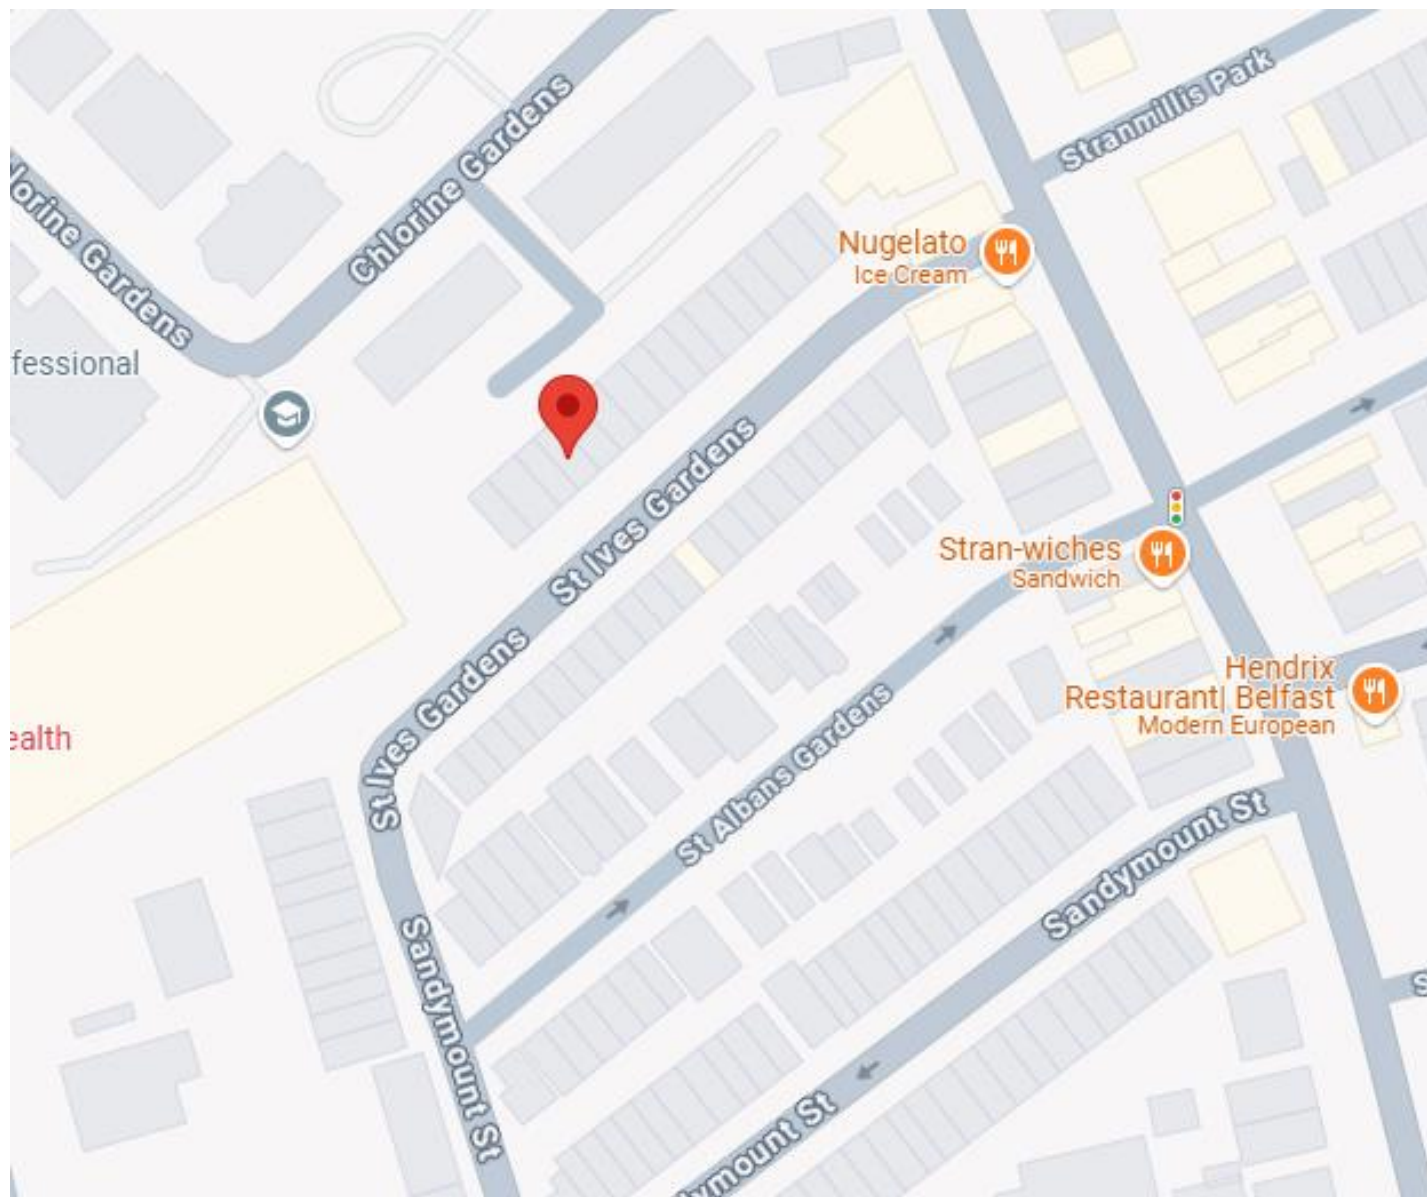 Chlorine Gardens
Stranmillis Park
lorine Gardens
Nugelato
Ice Cream
fessional
St Ives Gardens
Stran-wiches
Sandwich
St Ives Gardens
Hendrix
Restaurant| Belfast
Modern European
ealth
St Albans Gardens
Sandymount St
Sandymount St
S
ymount St